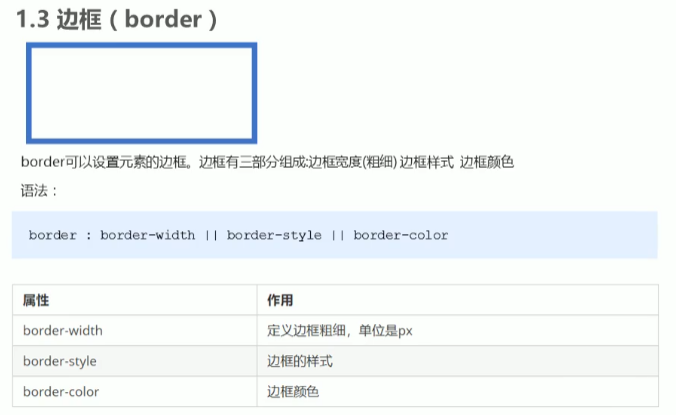 1.3 边框（border）
border可以设置元素的边框。边框有三部分组成:边框宽度(粗细) 边框样式 边框颜色
语法：
border : border-width || border-style || border-color
属性 作用
border-width 定义边框粗细，单位是px
border-style 边框的样式
border-color 边框颜色